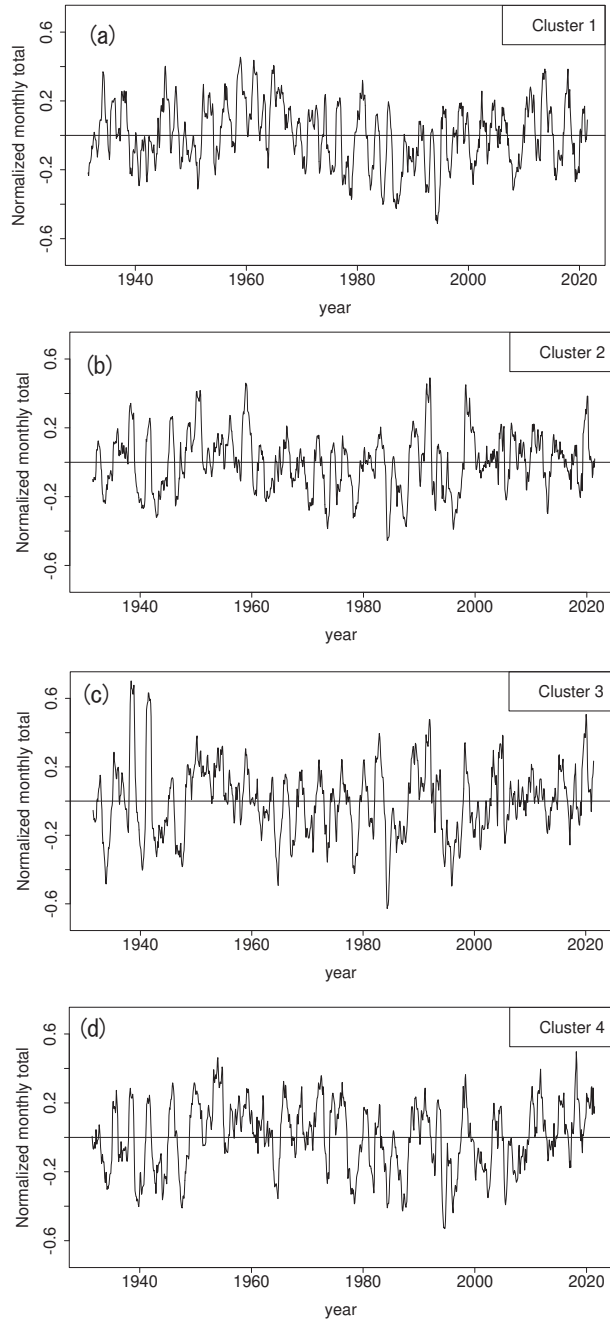 (a)
Cluster 1
Normalized monthly total
0.6
0.2
-0.2
-0.6
1940 1960 1980 2000 2020
year
(b)
Cluster 2
Normalized monthly total
0.6
0.2
-0.2
-0.6
1940 1960 1980 2000 2020
year
(c)
Cluster 3
Normalized monthly total
0.6
0.2
-0.2
-0.6
1940 1960 1980 2000 2020
year
(d)
Cluster 4
Normalized monthly total
0.6
0.2
-0.2
-0.6
1940 1960 1980 2000 2020
year